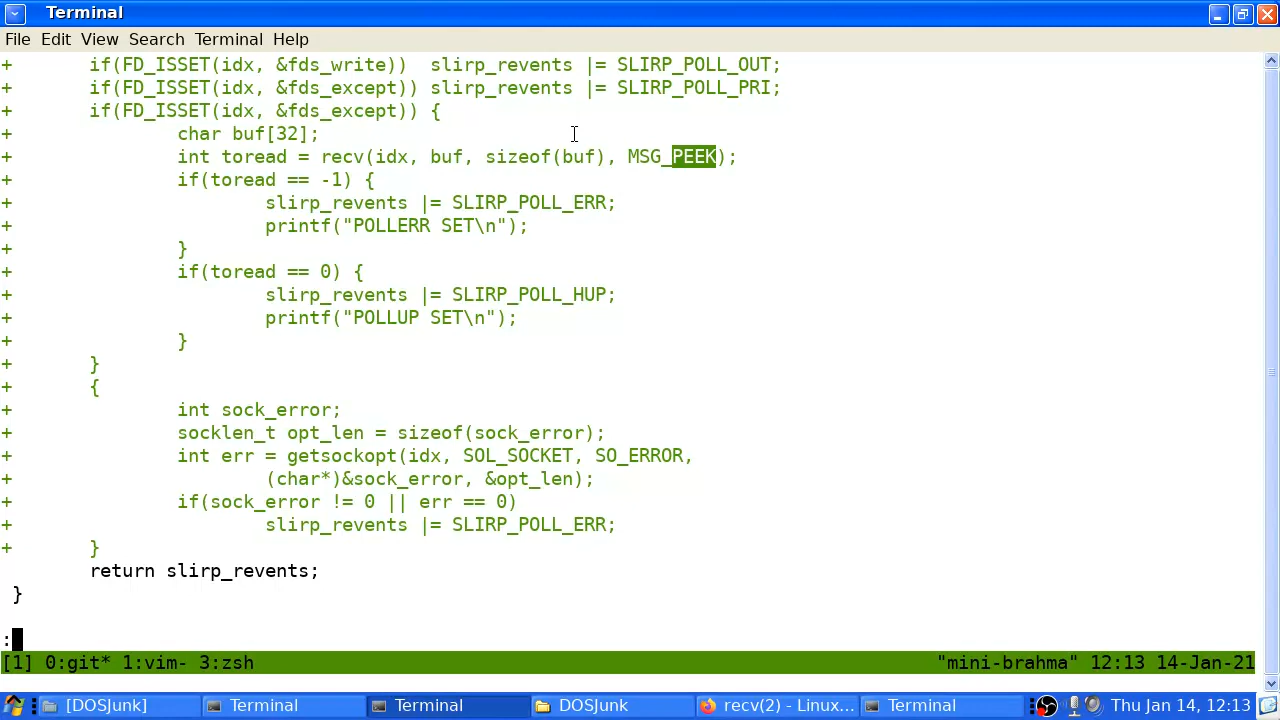 Terminal
File Edit View Search Terminal Help
+       if(FD_ISSET(idx, &fds_write))  slirp_revents |= SLIRP_POLL_OUT;
+       if(FD_ISSET(idx, &fds_except)) slirp_revents |= SLIRP_POLL_PRI;
+       if(FD_ISSET(idx, &fds_except)) {
+               char buf[32];
+               int toread = recv(idx, buf, sizeof(buf), MSG_PEEK);
+               if(toread == -1) {
+                       slirp_revents |= SLIRP_POLL_ERR;
+                       printf("POLLERR SET\n");
+               }
+               if(toread == 0) {
+                       slirp_revents |= SLIRP_POLL_HUP;
+                       printf("POLLUP SET\n");
+               }
+       }
+       {
+               int sock_error;
+               socklen_t opt_len = sizeof(sock_error);
+               int err = getsockopt(idx, SOL_SOCKET, SO_ERROR,
+                       (char*)&sock_error, &opt_len);
+               if(sock_error != 0 || err == 0)
+                       slirp_revents |= SLIRP_POLL_ERR;
+       }
        return slirp_revents;
 }
:
[1] 0:git* 1:vim- 3:zsh "mini-brahma" 12:13 14-Jan-21
[DOSJunk] Terminal Terminal DOSJunk recv(2) - Linux... Terminal Thu Jan 14, 12:13